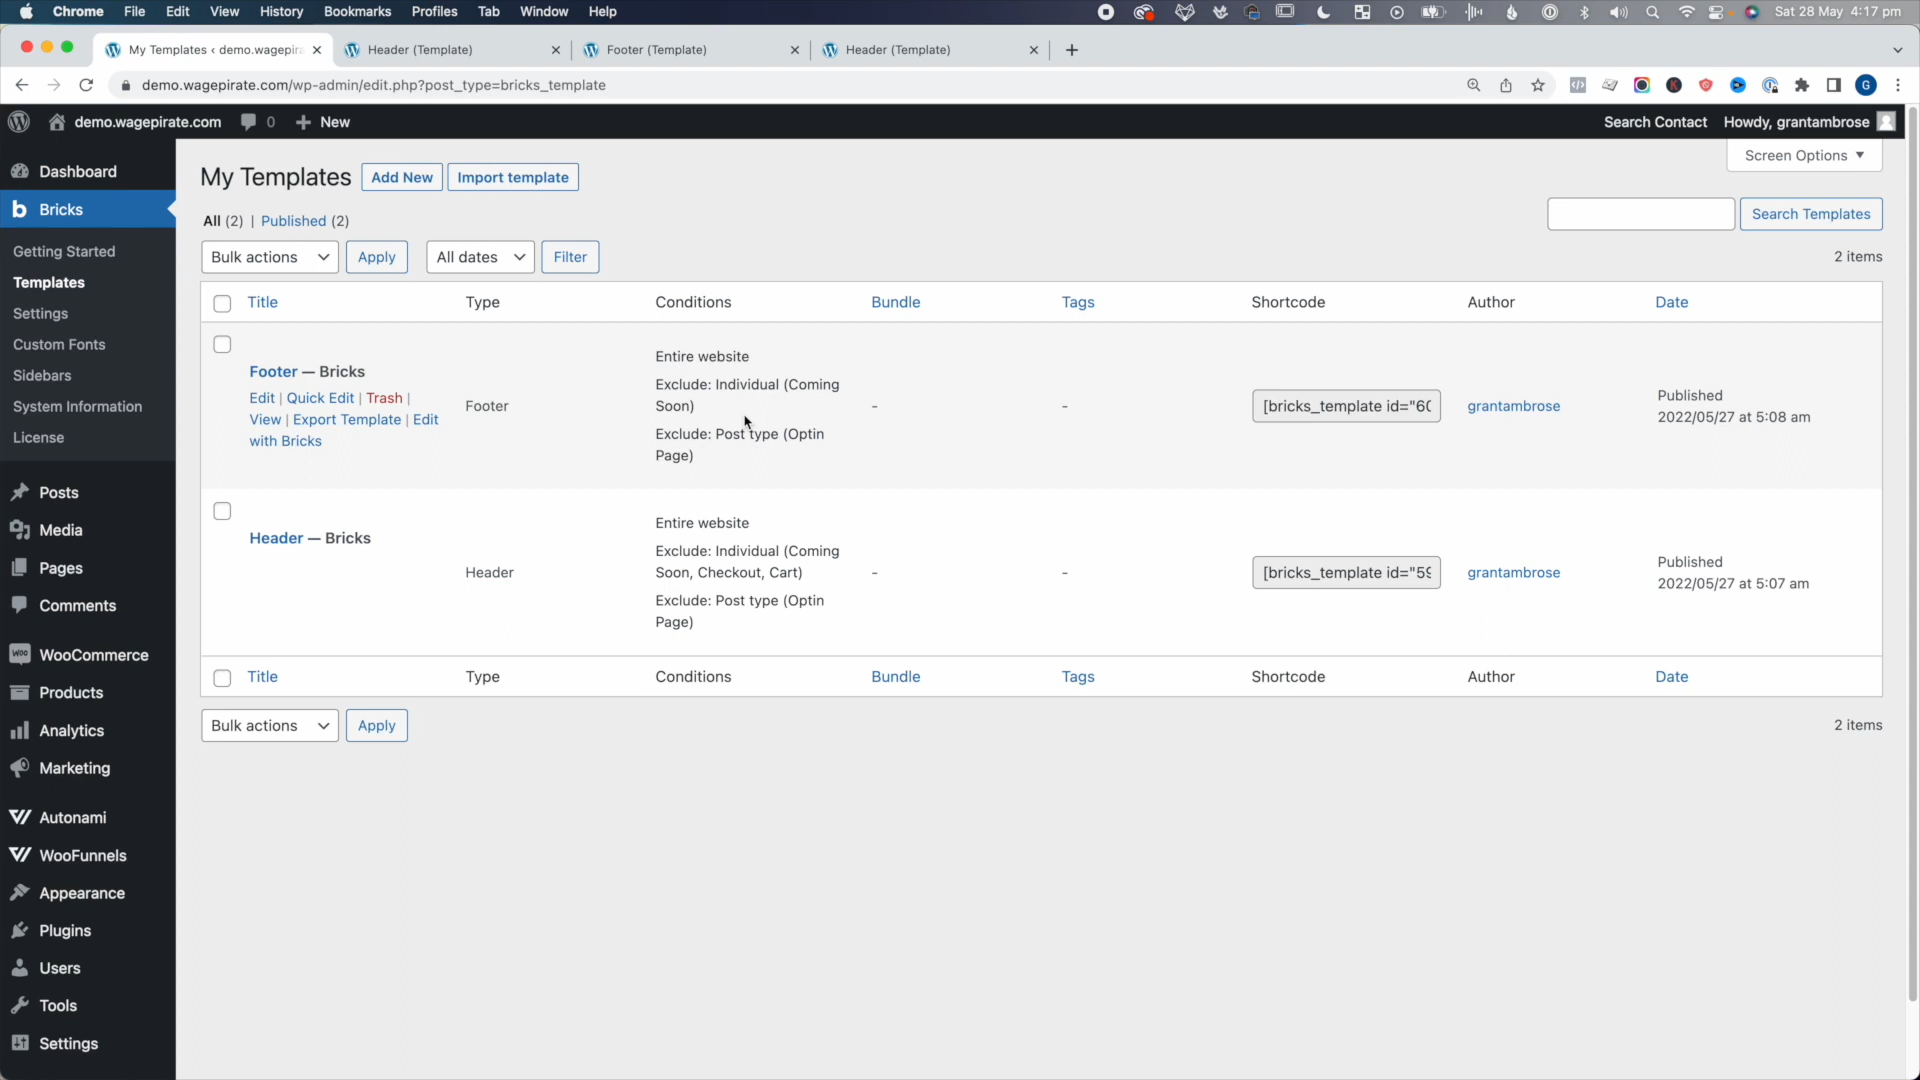 Chrome File Edit View History Bookmarks Profiles Tab Window Help Sat 28 May 4:17 pm
My Templates ‹ demo.wagepira Header (Template) Footer (Template) Header (Template)
demo.wagepirate.com/wp-admin/edit.php?post_type=bricks_template G
demo.wagepirate.com 0 + New Search Contact Howdy, grantambrose
Screen Options
Dashboard
Bricks
Getting Started
Templates
Settings
Custom Fonts
Sidebars
System Information
License
Posts
Media
Pages
Comments
WooCommerce
Products
Analytics
Marketing
Autonami
WooFunnels
Appearance
Plugins
Users
Tools
Settings
My Templates Add New Import template
All (2) | Published (2)
Search Templates
Bulk actions Apply All dates Filter 2 items
Title Type Conditions Bundle Tags Shortcode Author Date
Footer — Bricks
Edit | Quick Edit | Trash |
View | Export Template | Edit
with Bricks
Footer
Entire website
Exclude: Individual (Coming
Soon)
Exclude: Post type (Optin
Page)
-
-
[bricks_template id="60
grantambrose
Published
2022/05/27 at 5:08 am
Header — Bricks
Header
Entire website
Exclude: Individual (Coming
Soon, Checkout, Cart)
Exclude: Post type (Optin
Page)
-
-
[bricks_template id="59
grantambrose
Published
2022/05/27 at 5:07 am
Title Type Conditions Bundle Tags Shortcode Author Date
Bulk actions Apply 2 items